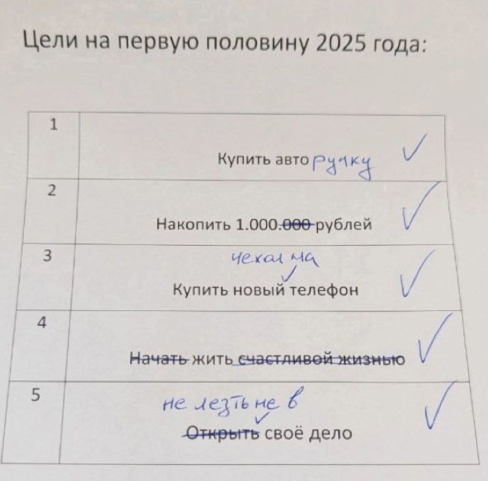 Цели на первую половину 2025 года:
1
Купить авто ручку
2
Накопить 1.000.000 рублей
3
чехол на
Купить новый телефон
4
Начать жить счастливой жизнью
5
не лезть не в
Открыть своё дело